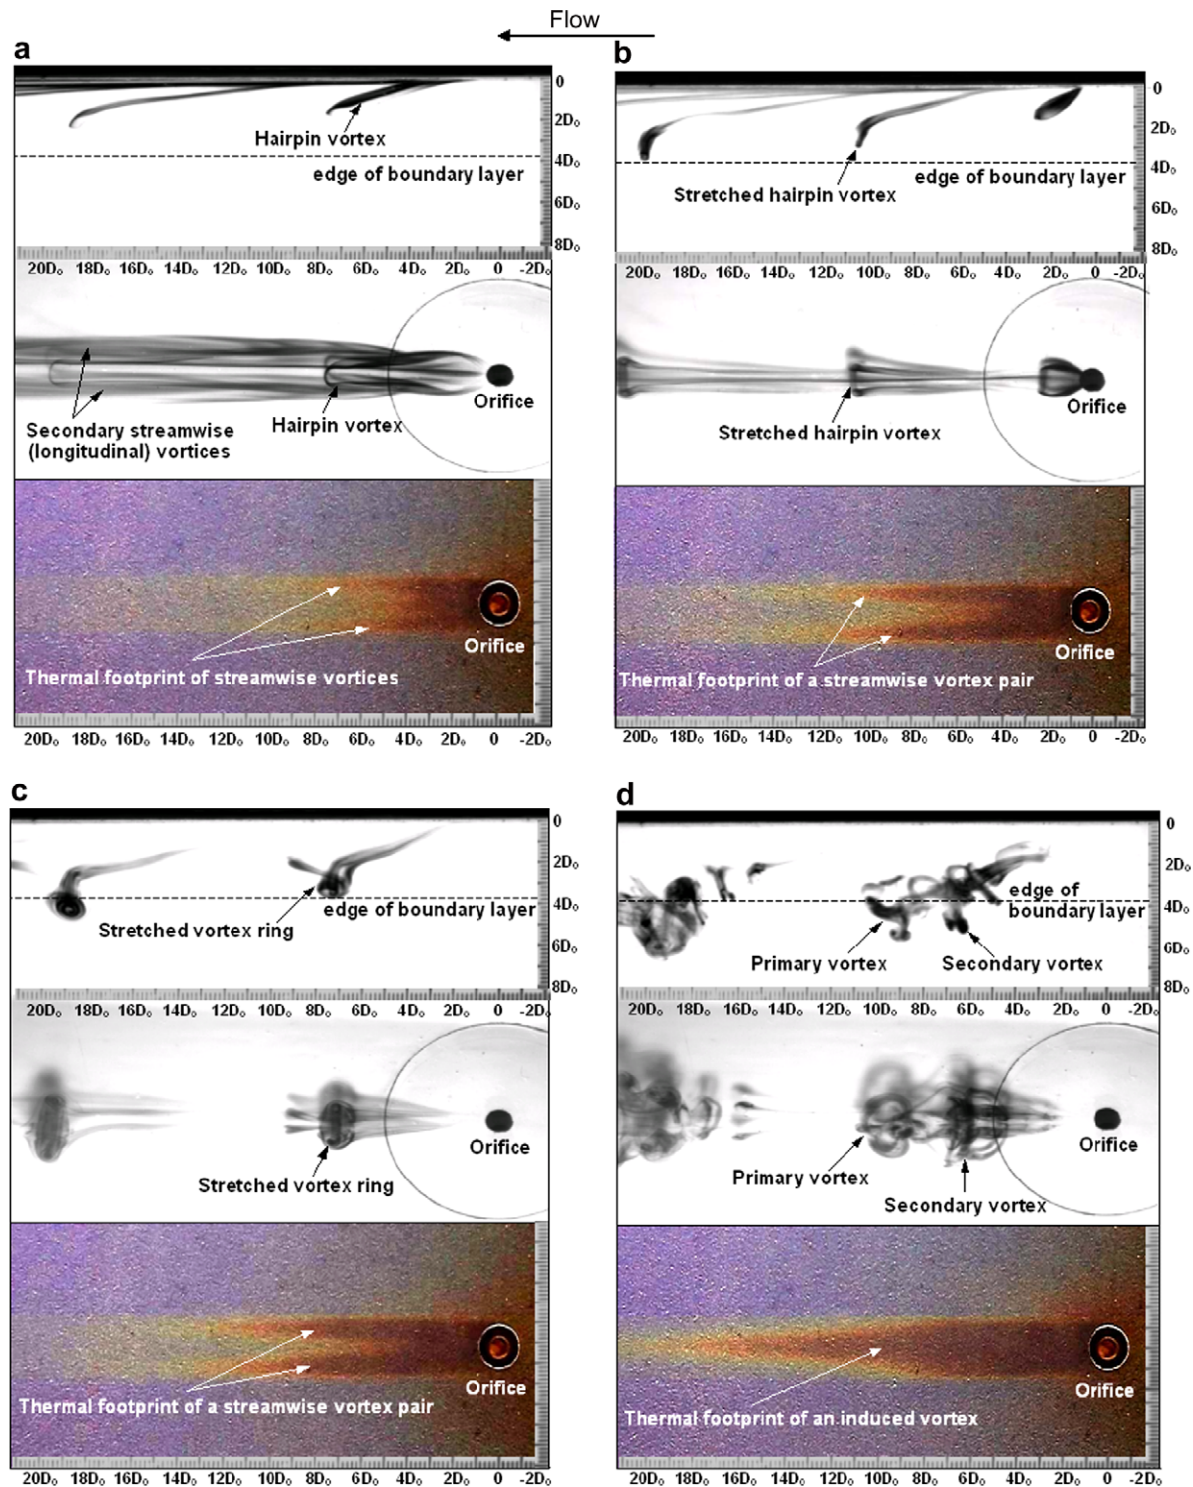 Flow
a
0
2D₀
Hairpin vortex
4D₀
edge of boundary layer
6D₀
8D₀
20D₀ 18D₀ 16D₀ 14D₀ 12D₀ 10D₀ 8D₀ 6D₀ 4D₀ 2D₀ 0 -2D₀
Orifice
Secondary streamwise
(longitudinal) vortices
Hairpin vortex
Orifice
Thermal footprint of streamwise vortices
20D₀ 18D₀ 16D₀ 14D₀ 12D₀ 10D₀ 8D₀ 6D₀ 4D₀ 2D₀ 0 -2D₀
b
0
2D₀
4D₀
edge of boundary layer
Stretched hairpin vortex
6D₀
8D₀
20D₀ 18D₀ 16D₀ 14D₀ 12D₀ 10D₀ 8D₀ 6D₀ 4D₀ 2D₀ 0 -2D₀
Orifice
Stretched hairpin vortex
Orifice
Thermal footprint of a streamwise vortex pair
20D₀ 18D₀ 16D₀ 14D₀ 12D₀ 10D₀ 8D₀ 6D₀ 4D₀ 2D₀ 0 -2D₀
c
0
2D₀
4D₀
edge of boundary layer
Stretched vortex ring
6D₀
8D₀
20D₀ 18D₀ 16D₀ 14D₀ 12D₀ 10D₀ 8D₀ 6D₀ 4D₀ 2D₀ 0 -2D₀
Orifice
Stretched vortex ring
Orifice
Thermal footprint of a streamwise vortex pair
20D₀ 18D₀ 16D₀ 14D₀ 12D₀ 10D₀ 8D₀ 6D₀ 4D₀ 2D₀ 0 -2D₀
d
0
2D₀
edge of
boundary layer
4D₀
6D₀
Primary vortex
Secondary vortex
8D₀
20D₀ 18D₀ 16D₀ 14D₀ 12D₀ 10D₀ 8D₀ 6D₀ 4D₀ 2D₀ 0 -2D₀
Orifice
Primary vortex
Secondary vortex
Orifice
Thermal footprint of an induced vortex
20D₀ 18D₀ 16D₀ 14D₀ 12D₀ 10D₀ 8D₀ 6D₀ 4D₀ 2D₀ 0 -2D₀